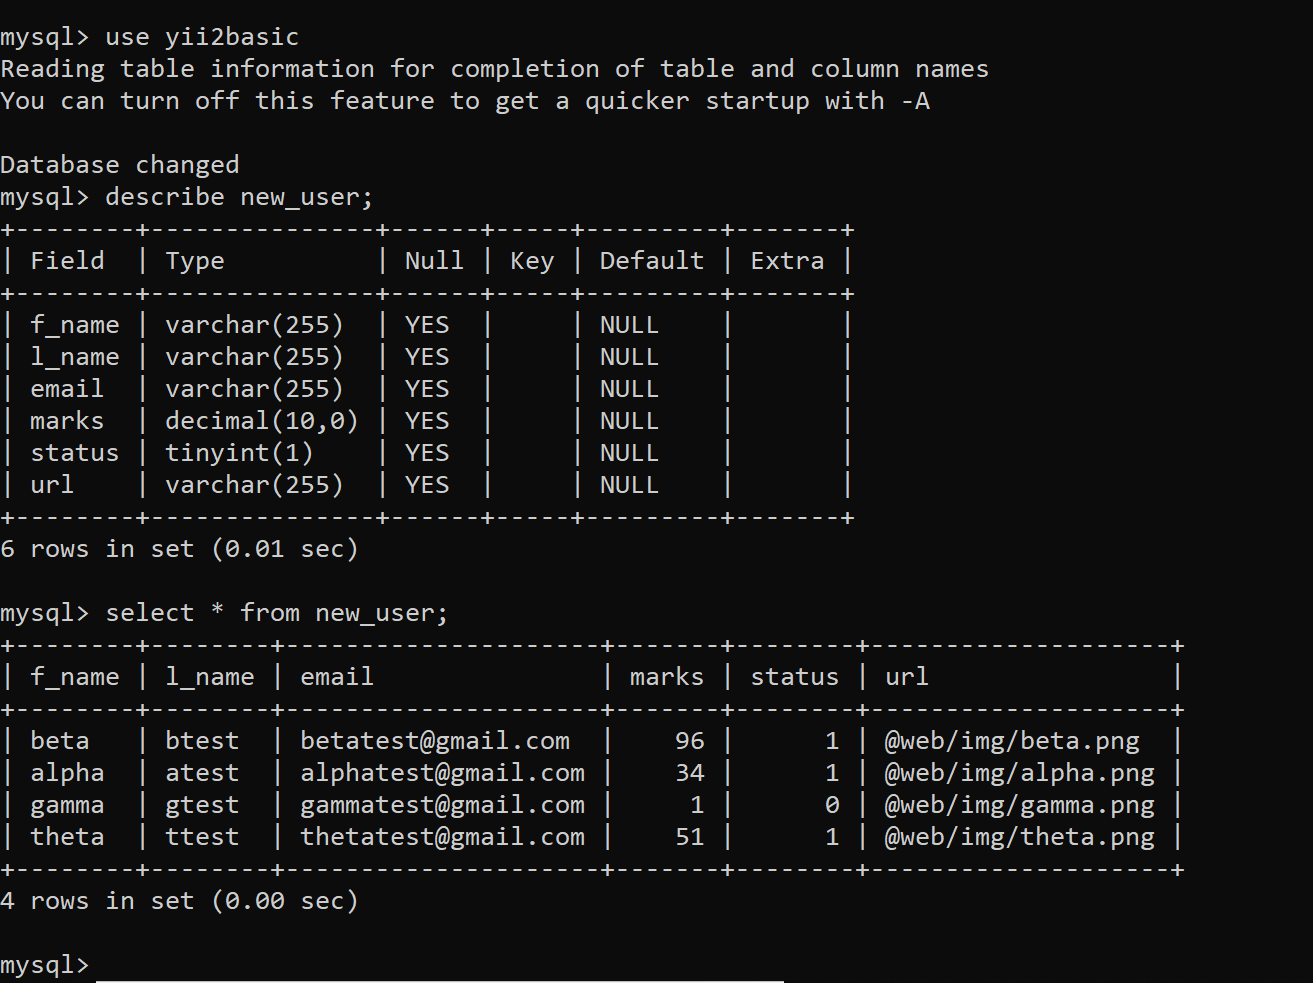 mysql> use yii2basic
Reading table information for completion of table and column names
You can turn off this feature to get a quicker startup with -A
Database changed
mysql> describe new_user;
+--------+---------------+------+-----+---------+-------+
| Field  | Type          | Null | Key | Default | Extra |
+--------+---------------+------+-----+---------+-------+
| f_name | varchar(255)  | YES  |     | NULL    |       |
| l_name | varchar(255)  | YES  |     | NULL    |       |
| email  | varchar(255)  | YES  |     | NULL    |       |
| marks  | decimal(10,0) | YES  |     | NULL    |       |
| status | tinyint(1)    | YES  |     | NULL    |       |
| url    | varchar(255)  | YES  |     | NULL    |       |
+--------+---------------+------+-----+---------+-------+
6 rows in set (0.01 sec)
mysql> select * from new_user;
+--------+--------+---------------------+-------+--------+--------------------+
| f_name | l_name | email               | marks | status | url                |
+--------+--------+---------------------+-------+--------+--------------------+
| beta   | btest  | betatest@gmail.com  |    96 |      1 | @web/img/beta.png  |
| alpha  | atest  | alphatest@gmail.com |    34 |      1 | @web/img/alpha.png |
| gamma  | gtest  | gammatest@gmail.com |     1 |      0 | @web/img/gamma.png |
| theta  | ttest  | thetatest@gmail.com |    51 |      1 | @web/img/theta.png |
+--------+--------+---------------------+-------+--------+--------------------+
4 rows in set (0.00 sec)
mysql>